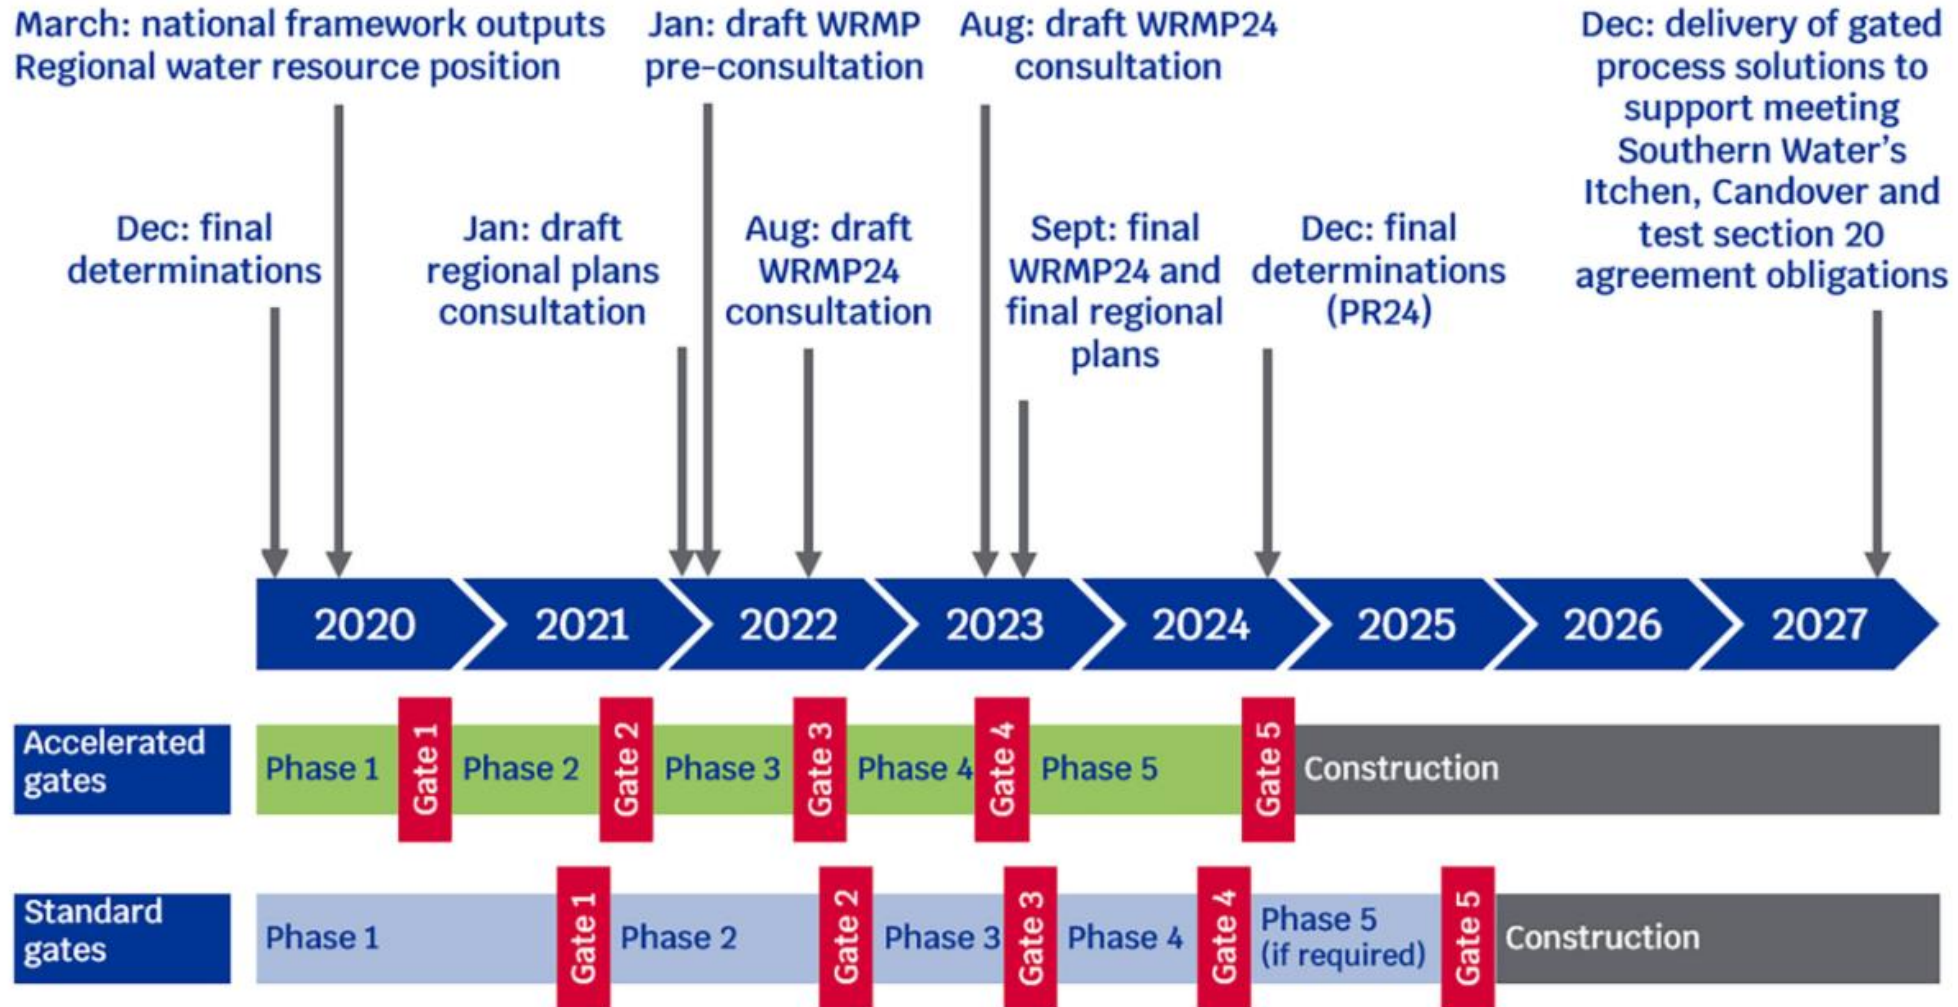 March: national framework outputs
Regional water resource position
Jan: draft WRMP
pre-consultation
Aug: draft WRMP24
consultation
Dec: delivery of gated
process solutions to
support meeting
Southern Water's
Itchen, Candover and
test section 20
agreement obligations
Dec: final
determinations
Jan: draft
regional plans
consultation
Aug: draft
WRMP24
consultation
Sept: final
WRMP24 and
final regional
plans
Dec: final
determinations
(PR24)
2020
2021
2022
2023
2024
2025
2026
2027
Accelerated
gates
Phase 1
Gate 1
Phase 2
Gate 2
Phase 3
Gate 3
Phase 4
Gate 4
Phase 5
Gate 5
Construction
Standard
gates
Phase 1
Gate 1
Phase 2
Gate 2
Phase 3
Gate 3
Phase 4
Gate 4
Phase 5
(if required)
Gate 5
Construction